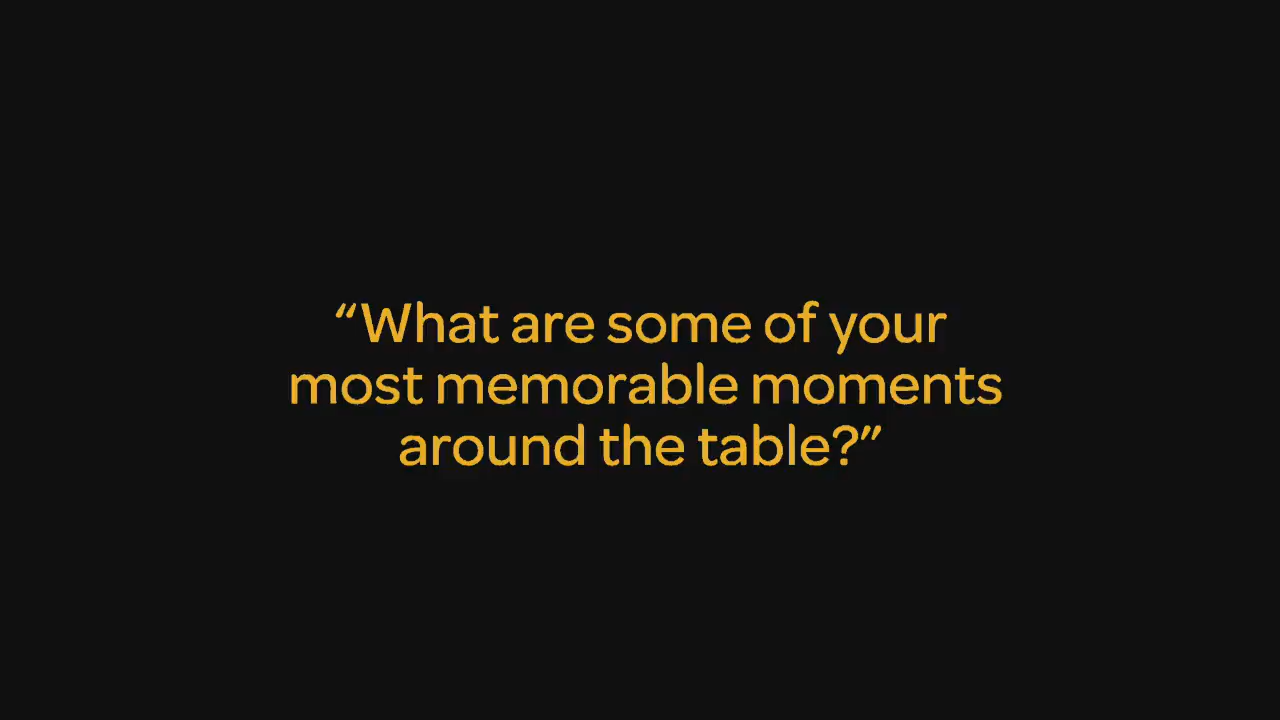 “What are some of your
most memorable moments
around the table?”